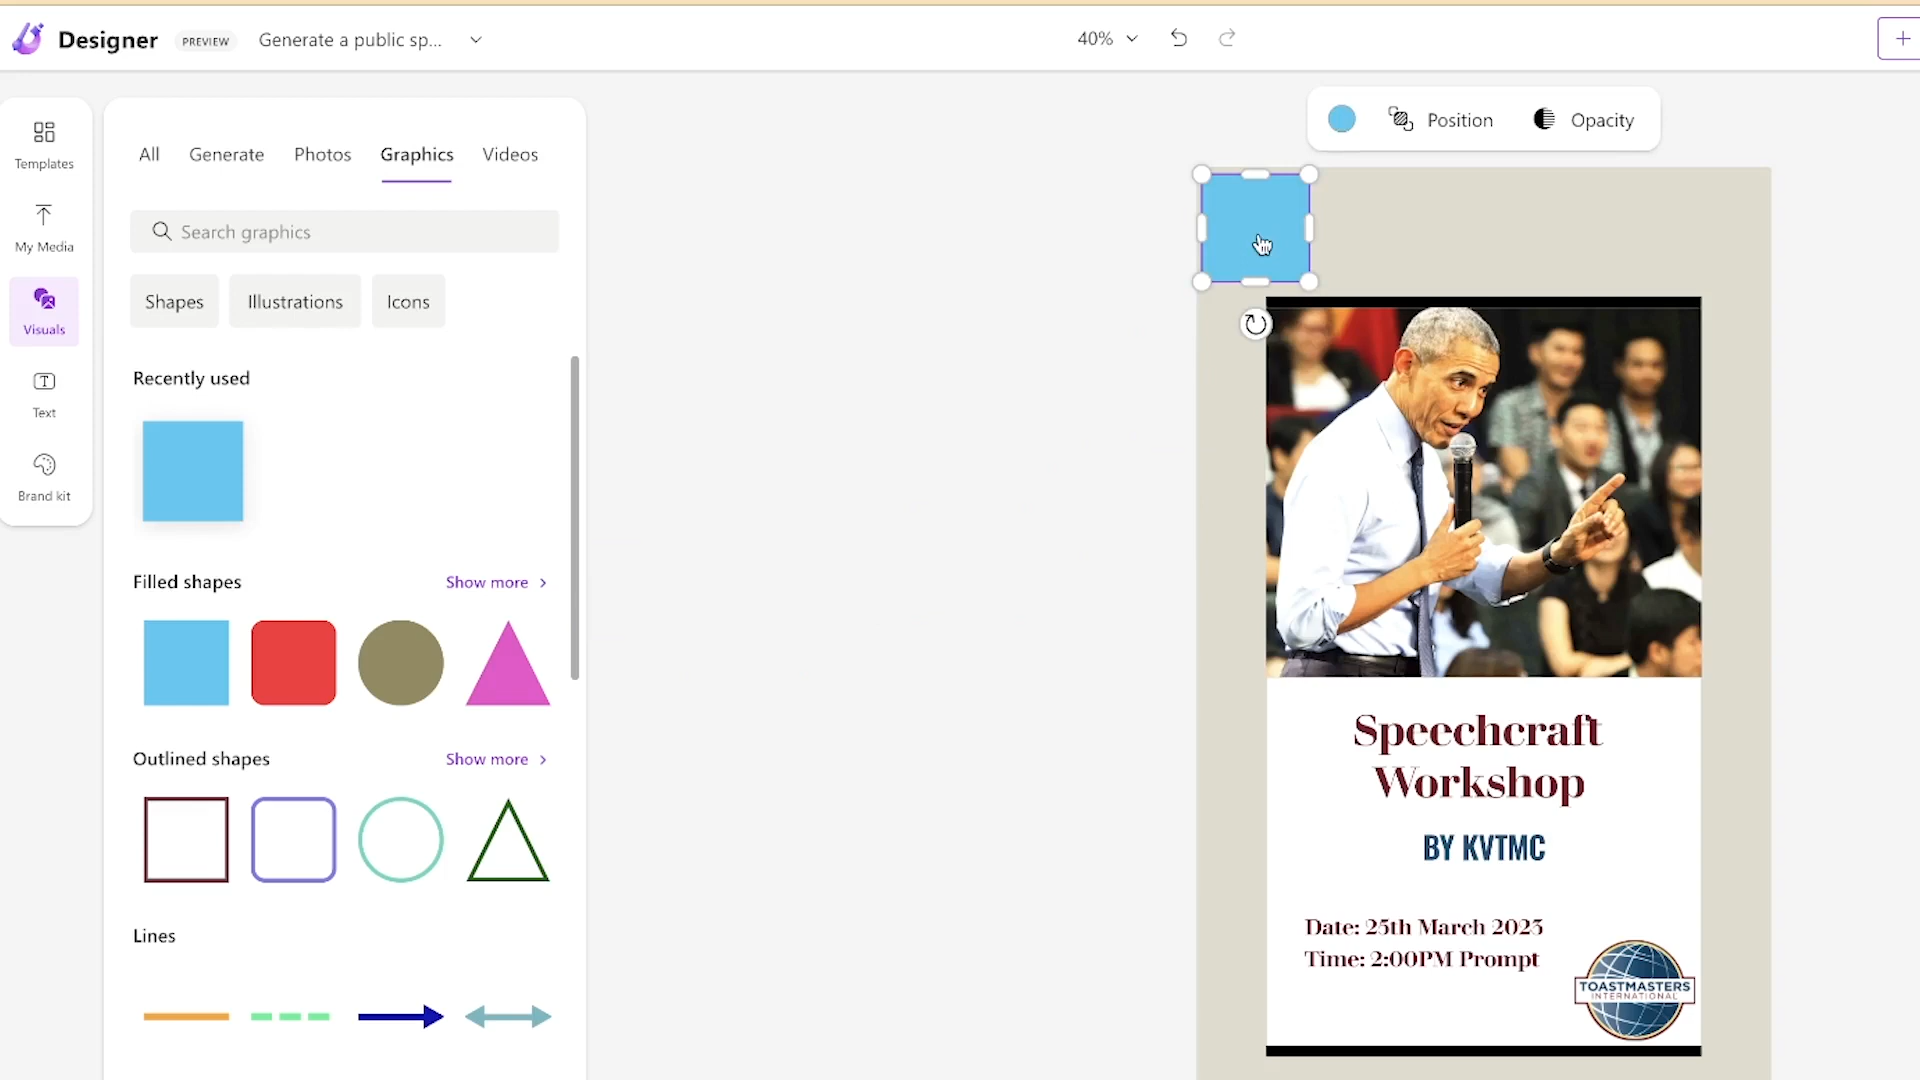 Designer
PREVIEW
Generate a public sp...
40%
Templates
My Media
Visuals
Text
Brand kit
All
Generate
Photos
Graphics
Videos
Search graphics
Shapes
Illustrations
Icons
Recently used
Filled shapes
Show more
Outlined shapes
Show more
Lines
Position
Opacity
Speechcraft
Workshop
BY KVTMC
Date: 25th March 2023
Time: 2:00PM Prompt
TOASTMASTERS
INTERNATIONAL